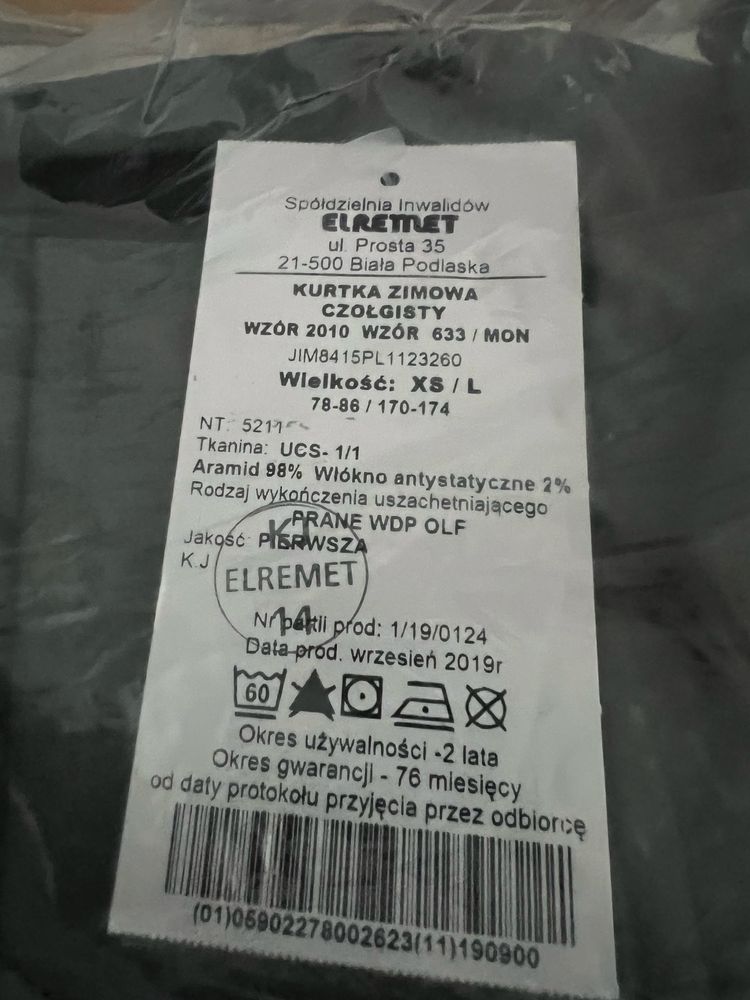 Spółdzielnia Inwalidów
ELREMET
ul. Prosta 35
21-500 Biała Podlaska
KURTKA ZIMOWA
CZOŁGISTY
WZÓR 2010 WZÓR 633 / MON
JIM8415PL1123260
Wielkość: XS / L
78-86 / 170-174
NT: 5211
Tkanina: UCS- 1/1
Aramid 98% Włókno antystatyczne 2%
Rodzaj wykończenia uszachetniającego
PRANE WDP OLF
Jakość: PIERWSZA
K.J
KJ
ELREMET
14
Nr partii prod: 1/19/0124
Data prod. wrzesień 2019r
60
Okres używalności -2 lata
Okres gwarancji - 76 miesięcy
od daty protokołu przyjęcia przez odbiorcę
(01)05902278002623(11)190900